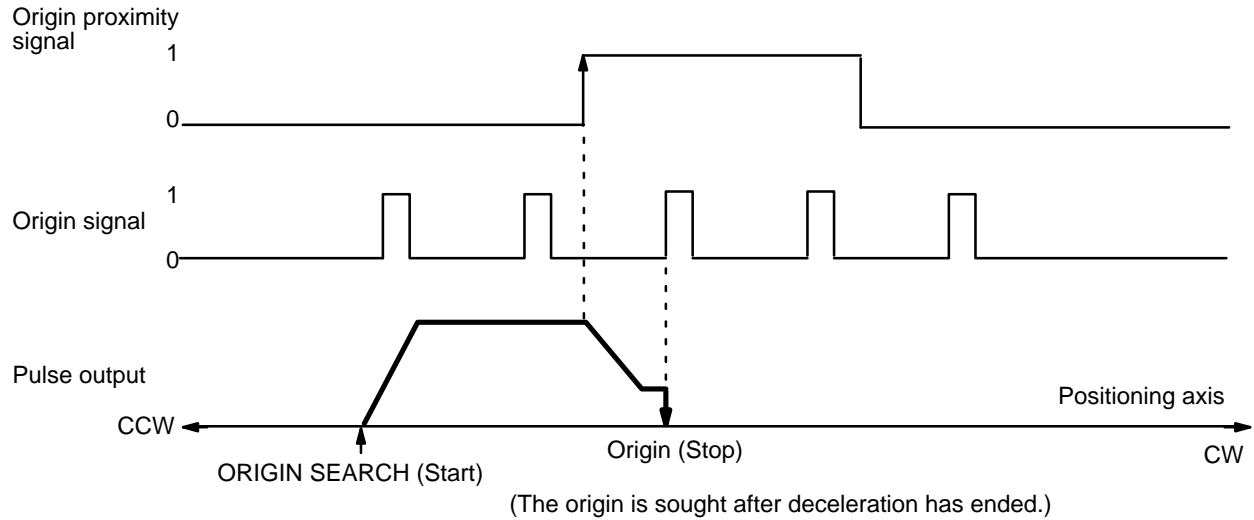 Origin proximity
signal
1
0
1
Origin signal
0
Pulse output
Positioning axis
CCW
CW
Origin (Stop)
ORIGIN SEARCH (Start)
(The origin is sought after deceleration has ended.)